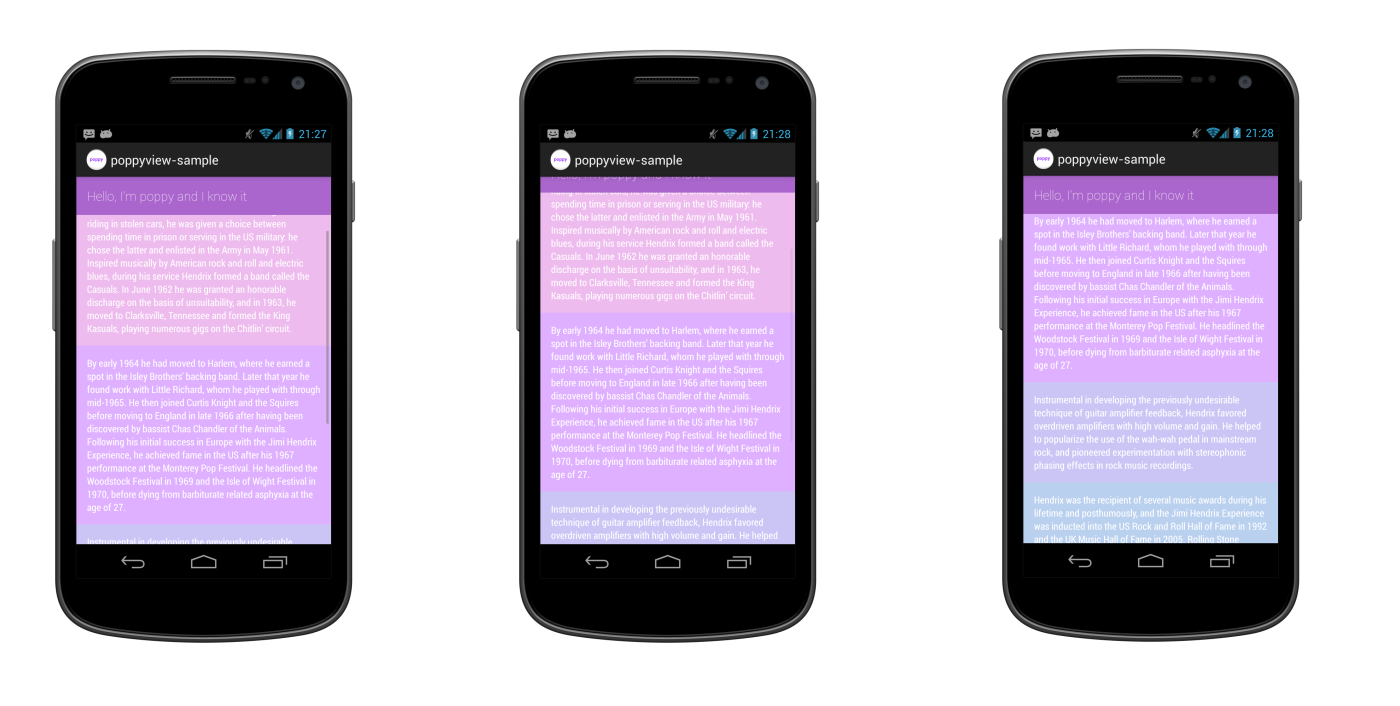 21:27
poppy
poppyview-sample
Hello, I'm poppy and I know it
riding in stolen cars, he was given a choice between
spending time in prison or serving in the US military: he
chose the latter and enlisted in the Army in May 1961.
Inspired musically by American rock and roll and electric
blues, during his service Hendrix formed a band called the
Casuals. In June 1962 he was granted an honorable
discharge on the basis of unsuitability, and in 1963, he
moved to Clarksville, Tennessee and formed the King
Kasuals, playing numerous gigs on the Chitlin' circuit.
By early 1964 he had moved to Harlem, where he earned a
spot in the Isley Brothers' backing band. Later that year he
found work with Little Richard, whom he played with through
mid-1965. He then joined Curtis Knight and the Squires
before moving to England in late 1966 after having been
discovered by bassist Chas Chandler of the Animals.
Following his initial success in Europe with the Jimi Hendrix
Experience, he achieved fame in the US after his 1967
performance at the Monterey Pop Festival. He headlined the
Woodstock Festival in 1969 and the Isle of Wight Festival in
1970, before dying from barbiturate related asphyxia at the
age of 27.
Instrumental in developing the previously undesirable
21:28
poppy
poppyview-sample
Hello, I'm poppy and I know it
riding in stolen cars, he was given a choice between
spending time in prison or serving in the US military: he
chose the latter and enlisted in the Army in May 1961.
Inspired musically by American rock and roll and electric
blues, during his service Hendrix formed a band called the
Casuals. In June 1962 he was granted an honorable
discharge on the basis of unsuitability, and in 1963, he
moved to Clarksville, Tennessee and formed the King
Kasuals, playing numerous gigs on the Chitlin' circuit.
By early 1964 he had moved to Harlem, where he earned a
spot in the Isley Brothers' backing band. Later that year he
found work with Little Richard, whom he played with through
mid-1965. He then joined Curtis Knight and the Squires
before moving to England in late 1966 after having been
discovered by bassist Chas Chandler of the Animals.
Following his initial success in Europe with the Jimi Hendrix
Experience, he achieved fame in the US after his 1967
performance at the Monterey Pop Festival. He headlined the
Woodstock Festival in 1969 and the Isle of Wight Festival in
1970, before dying from barbiturate related asphyxia at the
age of 27.
Instrumental in developing the previously undesirable
technique of guitar amplifier feedback, Hendrix favored
overdriven amplifiers with high volume and gain. He helped
21:28
poppy
poppyview-sample
Hello, I'm poppy and I know it
By early 1964 he had moved to Harlem, where he earned a
spot in the Isley Brothers' backing band. Later that year he
found work with Little Richard, whom he played with through
mid-1965. He then joined Curtis Knight and the Squires
before moving to England in late 1966 after having been
discovered by bassist Chas Chandler of the Animals.
Following his initial success in Europe with the Jimi Hendrix
Experience, he achieved fame in the US after his 1967
performance at the Monterey Pop Festival. He headlined the
Woodstock Festival in 1969 and the Isle of Wight Festival in
1970, before dying from barbiturate related asphyxia at the
age of 27.
Instrumental in developing the previously undesirable
technique of guitar amplifier feedback, Hendrix favored
overdriven amplifiers with high volume and gain. He helped
to popularize the use of the wah-wah pedal in mainstream
rock, and pioneered experimentation with stereophonic
phasing effects in rock music recordings.
Hendrix was the recipient of several music awards during his
lifetime and posthumously, and the Jimi Hendrix Experience
was inducted into the US Rock and Roll Hall of Fame in 1992
and the UK Music Hall of Fame in 2005. Rolling Stone